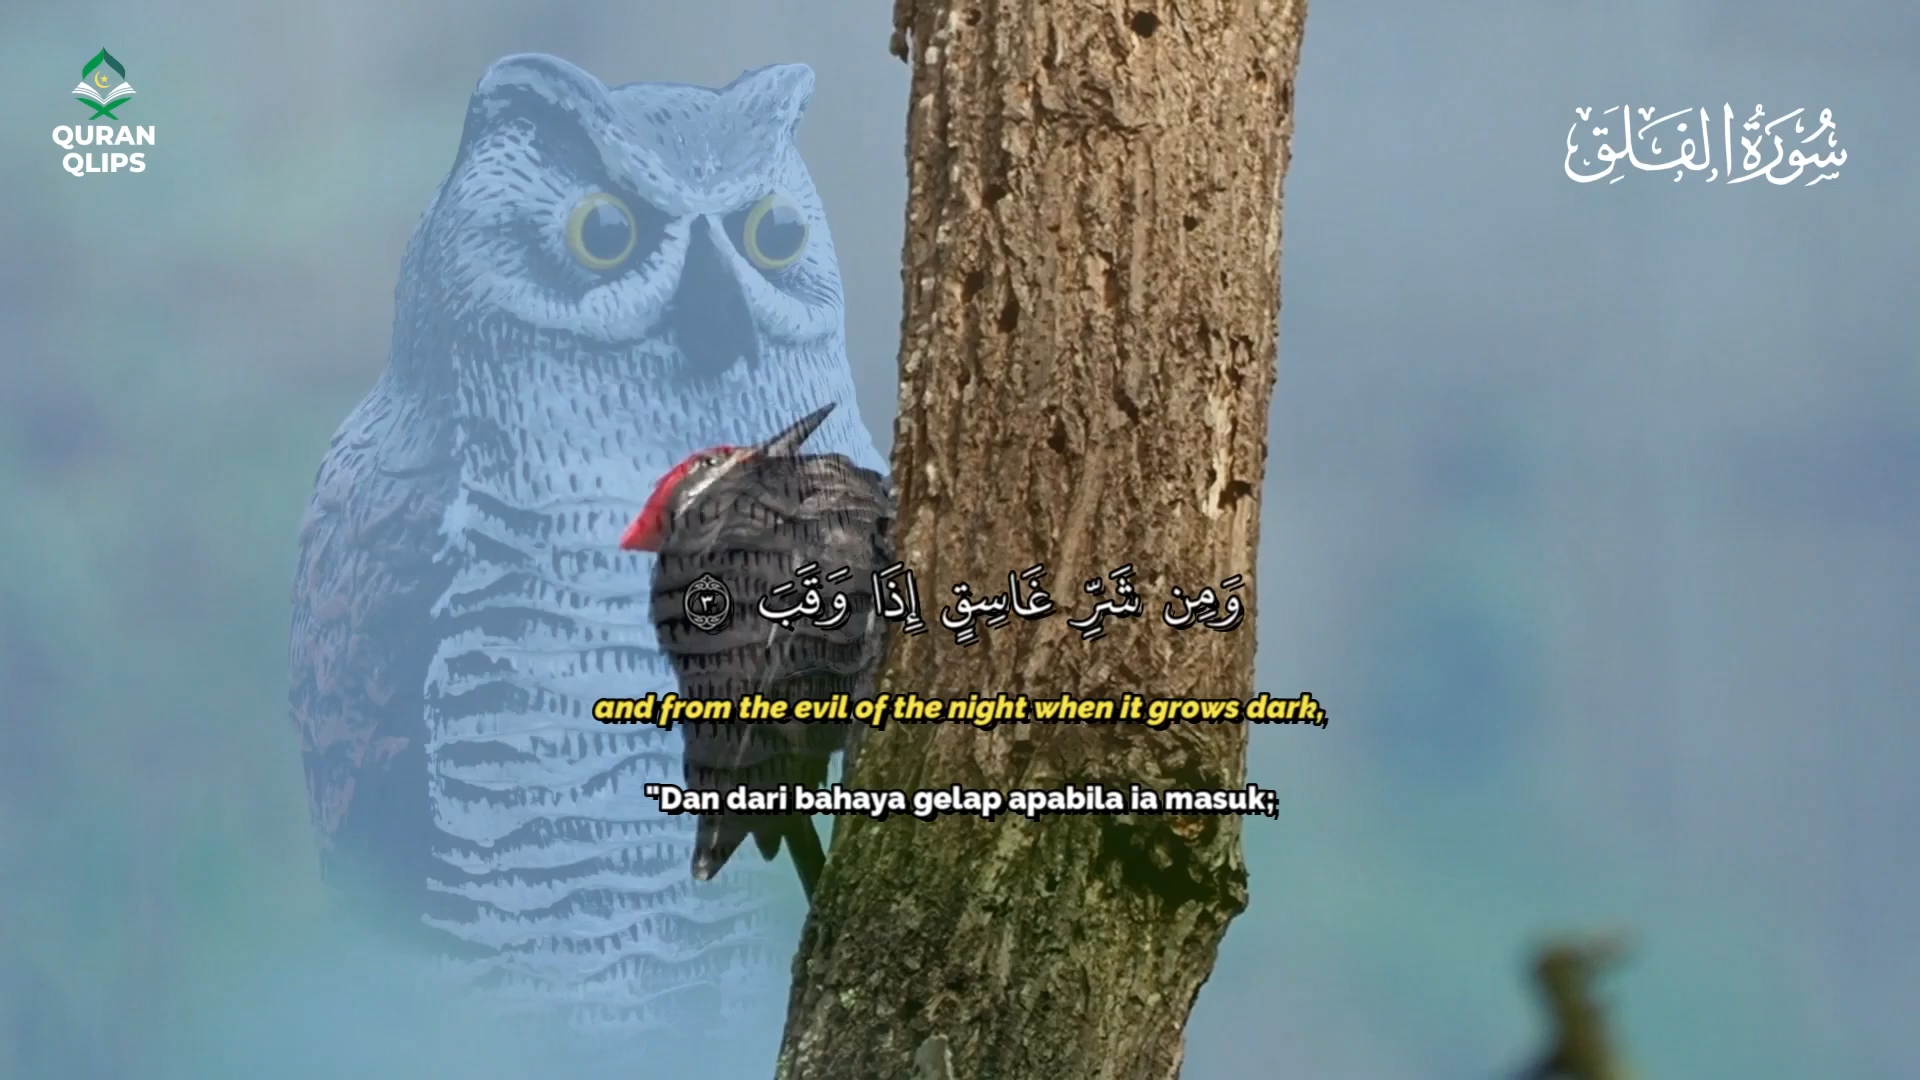 QURAN
QLIPS
سُورَةُ الفَلَق
وَمِن شَرِّ غَاسِقٍ إِذَا وَقَبَ ٣
and from the evil of the night when it grows dark,
"Dan dari bahaya gelap apabila ia masuk;